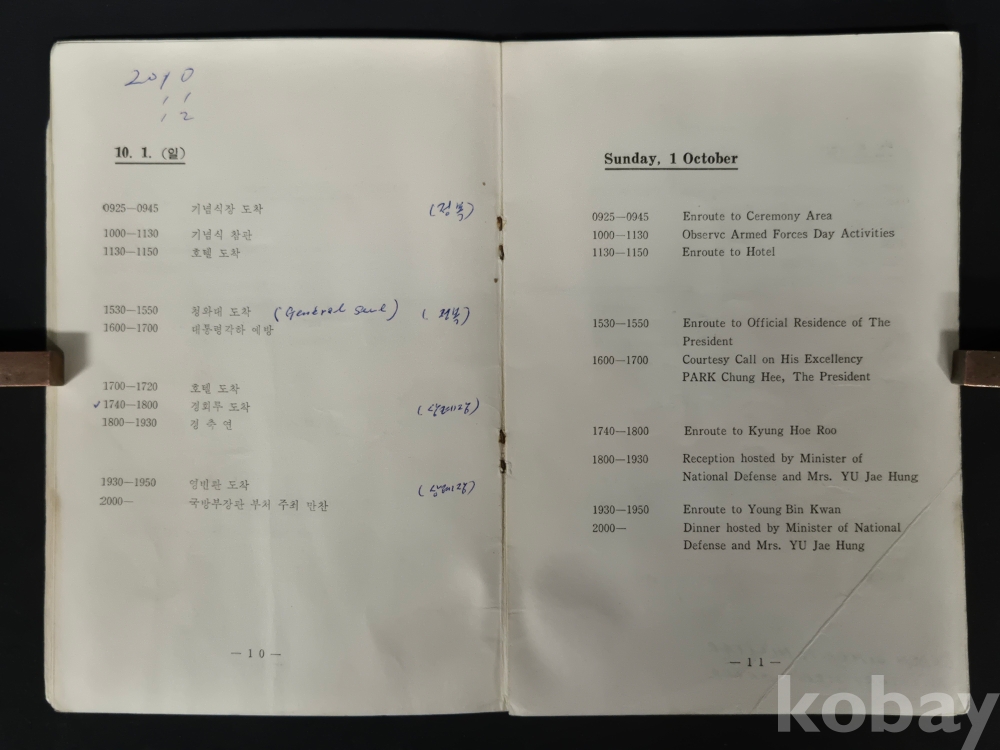 2010
10. 1. (일)
0925—0945 기념식장 도착 (정복)
1000—1130 기념식 참관
1130—1150 호텔 도착
1530—1550 청와대 도착 (정복)
1600—1700 대통령각하 예방
1700—1720 호텔 도착
✓1740—1800 경회루 도착
1800—1930 경 축 연
1930—1950 영빈관 도착
2000— 국방부장관 부처 주최 만찬
—10—
Sunday, 1 October
0925—0945 Enroute to Ceremony Area
1000—1130 Observe Armed Forces Day Activities
1130—1150 Enroute to Hotel
1530—1550 Enroute to Official Residence of The
President
1600—1700 Courtesy Call on His Excellency
PARK Chung Hee, The President
1740—1800 Enroute to Kyung Hoe Roo
1800—1930 Reception hosted by Minister of
National Defense and Mrs. YU Jae Hung
1930—1950 Enroute to Young Bin Kwan
2000— Dinner hosted by Minister of National
Defense and Mrs. YU Jae Hung
—11—
kobay